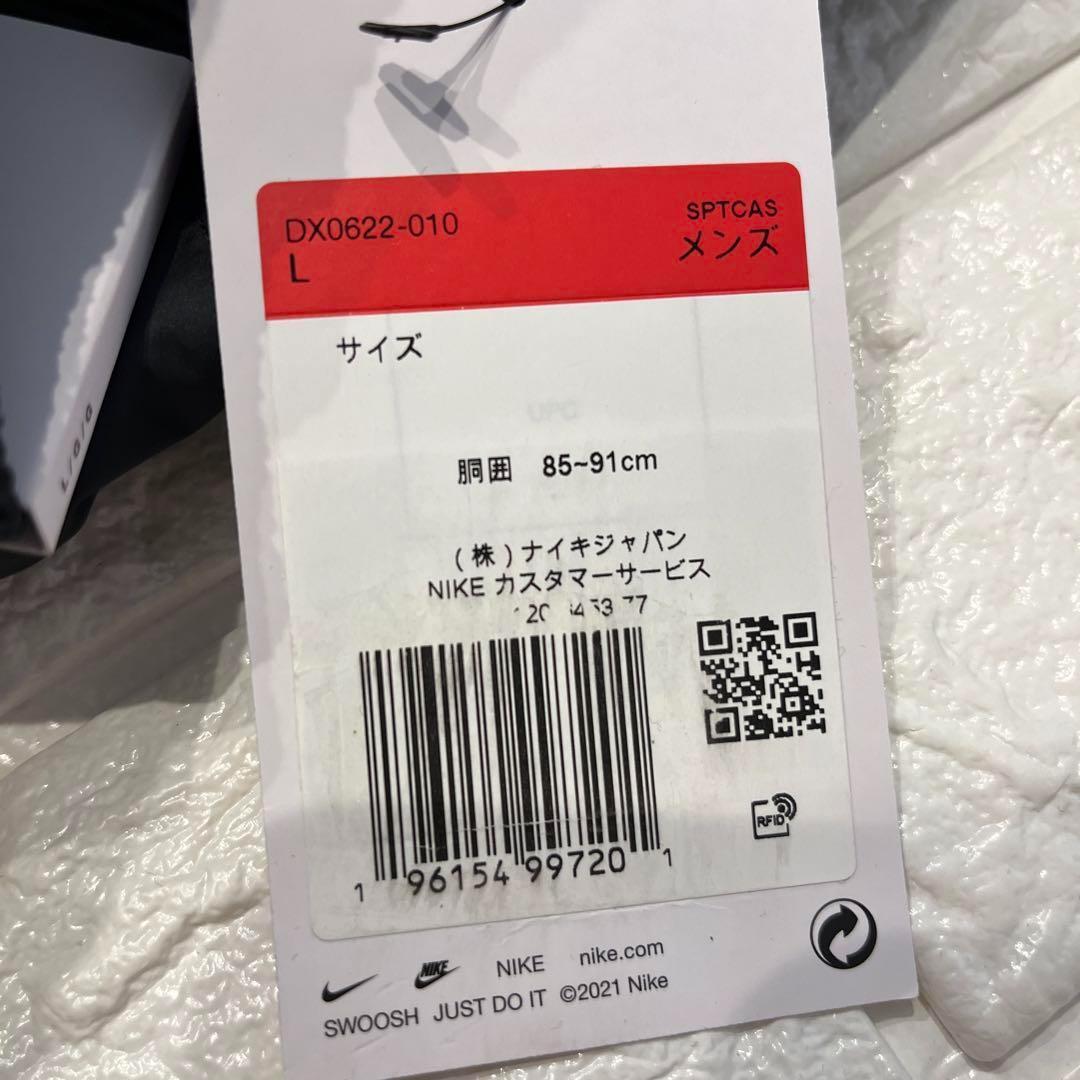 DX0622-010
SPTCAS
L
メンズ
サイズ
UPC
胴囲 85~91cm
(株)ナイキジャパン
NIKE カスタマーサービス
1 96154 99720 1
RFID
NIKE NIKE nike.com
SWOOSH JUST DO IT ©2021 Nike
L/G/G